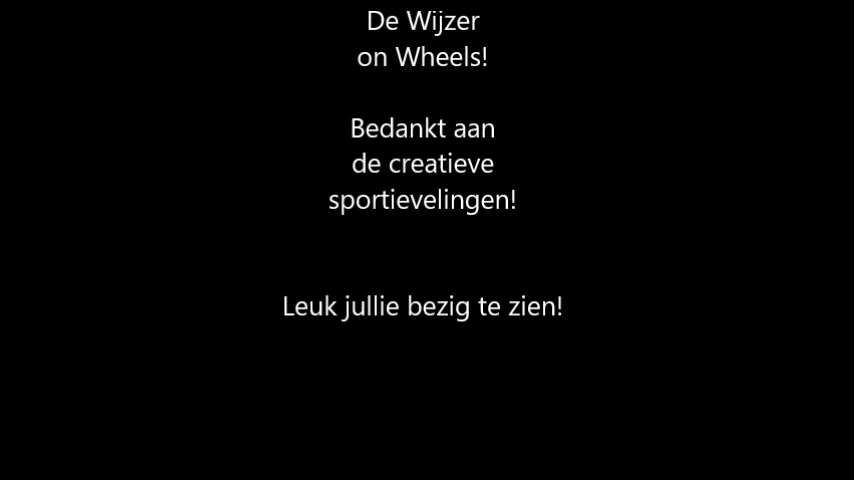 De Wijzer
on Wheels!
Bedankt aan
de creatieve
sportievelingen!
Leuk jullie bezig te zien!